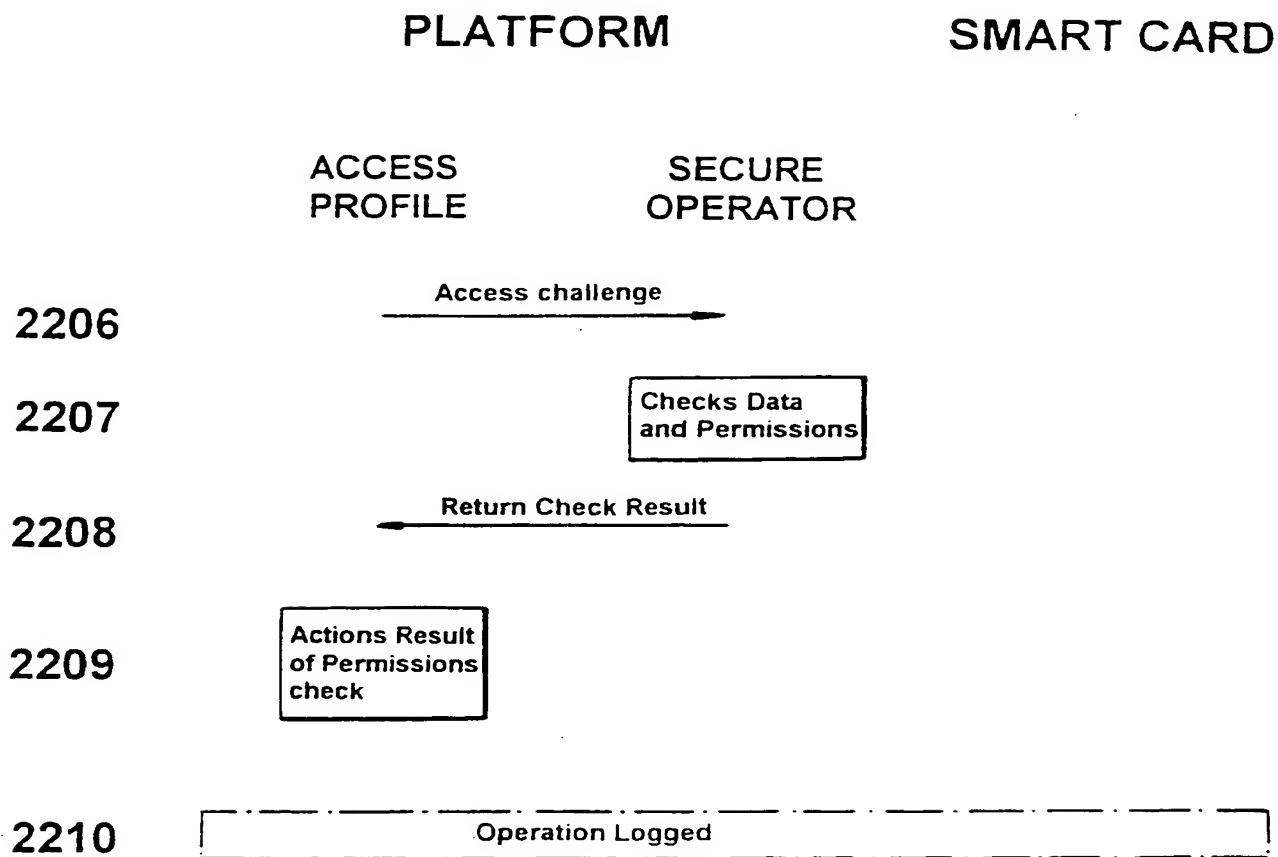 PLATFORM SMART CARD
ACCESS PROFILE
SECURE OPERATOR
2206 Access challenge
2207 Checks Data
and Permissions
2208 Return Check Result
2209 Actions Result
of Permissions
check
2210 Operation Logged